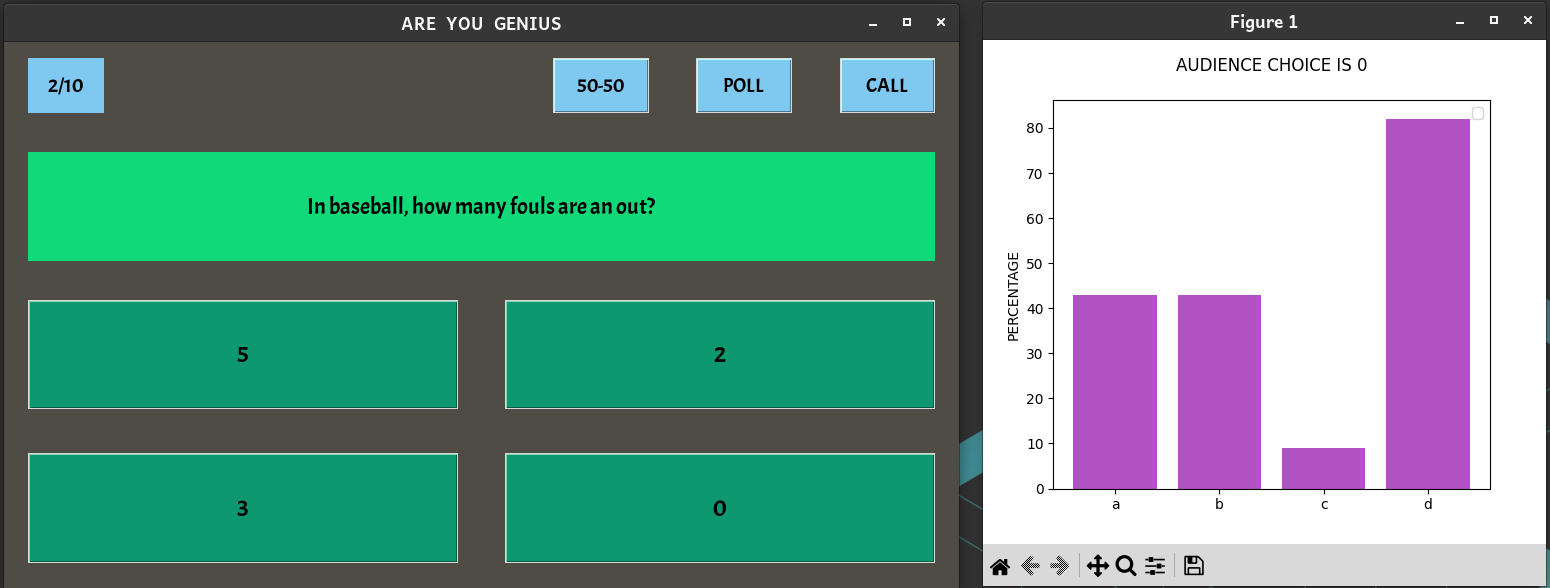 ARE YOU GENIUS
2/10
50-50
POLL
CALL
In baseball, how many fouls are an out?
5
2
3
0
Figure 1
AUDIENCE CHOICE IS 0
PERCENTAGE
80
70
60
50
40
30
20
10
0
a
b
c
d